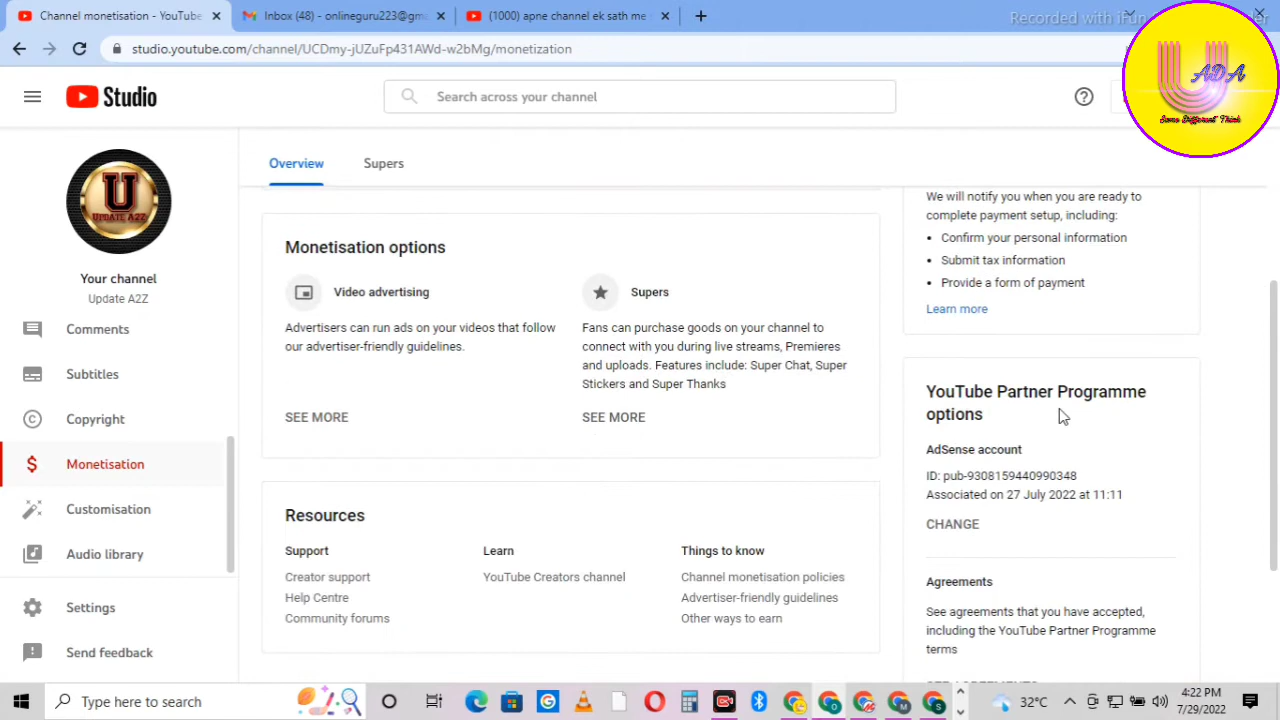 Channel monetisation - YouTube
Inbox (48) - onlineguru223@gm
(1000) apne channel ek sath me
Recorded with iFun
studio.youtube.com/channel/UCDmy-jUZuFp431AWd-w2bMg/monetization
U ADA
Some Different Think
Studio
Search across your channel
U
UPDATE A2Z
Your channel
Update A2Z
Comments
Subtitles
Copyright
Monetisation
Customisation
Audio library
Settings
Send feedback
Overview
Supers
Monetisation options
Video advertising
Advertisers can run ads on your videos that follow
our advertiser-friendly guidelines.
SEE MORE
Supers
Fans can purchase goods on your channel to
connect with you during live streams, Premieres
and uploads. Features include: Super Chat, Super
Stickers and Super Thanks
SEE MORE
Resources
Support
Creator support
Help Centre
Community forums
Learn
YouTube Creators channel
Things to know
Channel monetisation policies
Advertiser-friendly guidelines
Other ways to earn
We will notify you when you are ready to
complete payment setup, including:
• Confirm your personal information
• Submit tax information
• Provide a form of payment
Learn more
YouTube Partner Programme
options
AdSense account
ID: pub-9308159440990348
Associated on 27 July 2022 at 11:11
CHANGE
Agreements
See agreements that you have accepted,
including the YouTube Partner Programme
terms
Type here to search
32°C
4:22 PM
7/29/2022